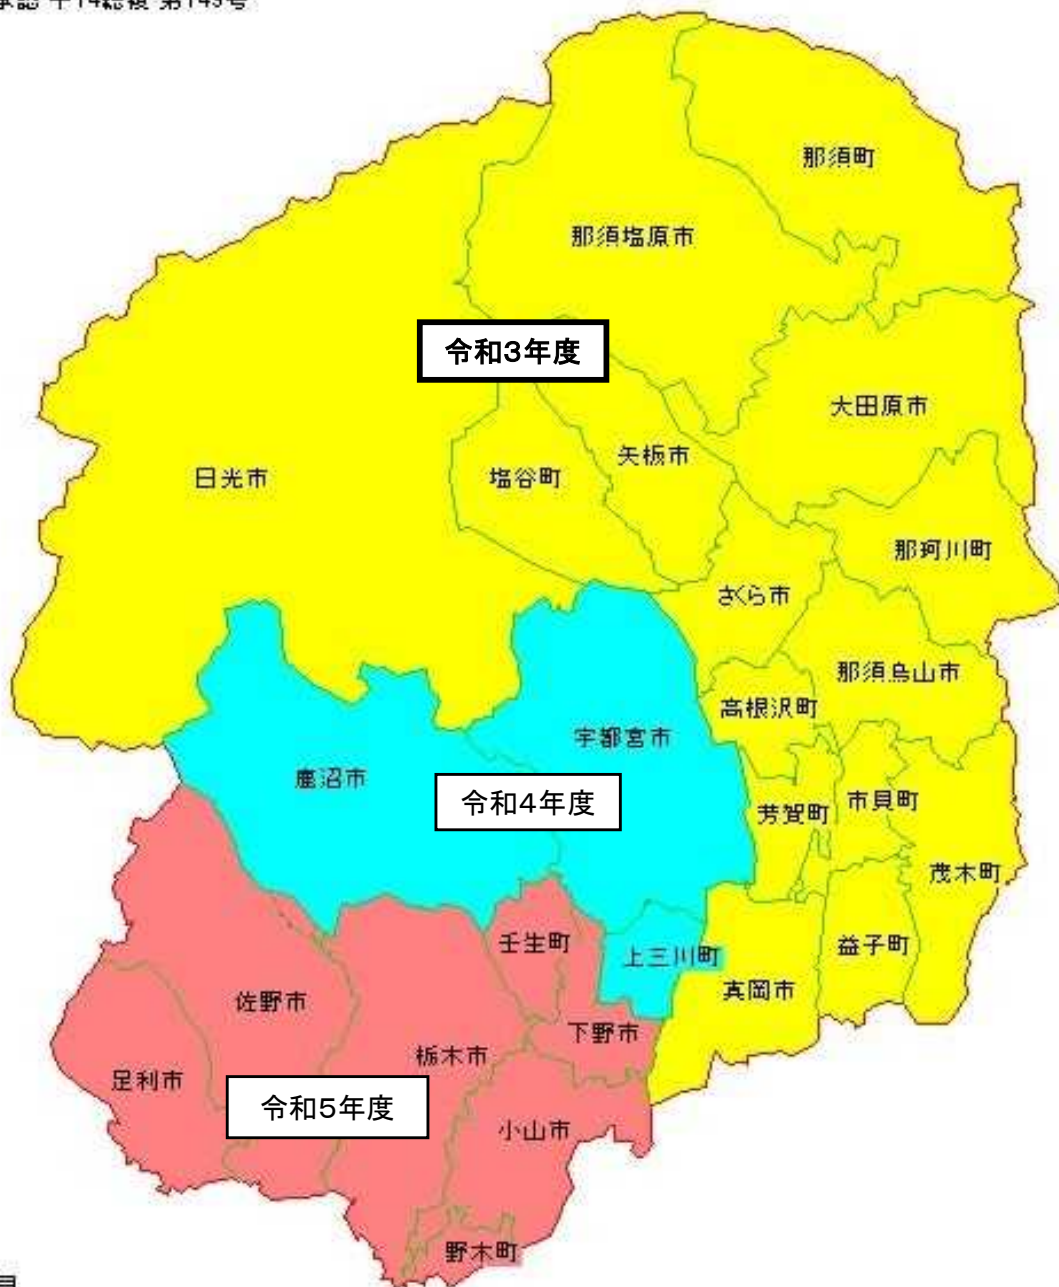 那須町
那須塩原市
令和3年度
大田原市
矢板市
日光市
塩谷町
那珂川町
さくら市
那須烏山市
高根沢町
宇都宮市
鹿沼市
令和4年度
市貝町
芳賀町
茂木町
壬生町
上三川町
益子町
真岡市
佐野市
下野市
栃木市
足利市
令和5年度
小山市
野木町